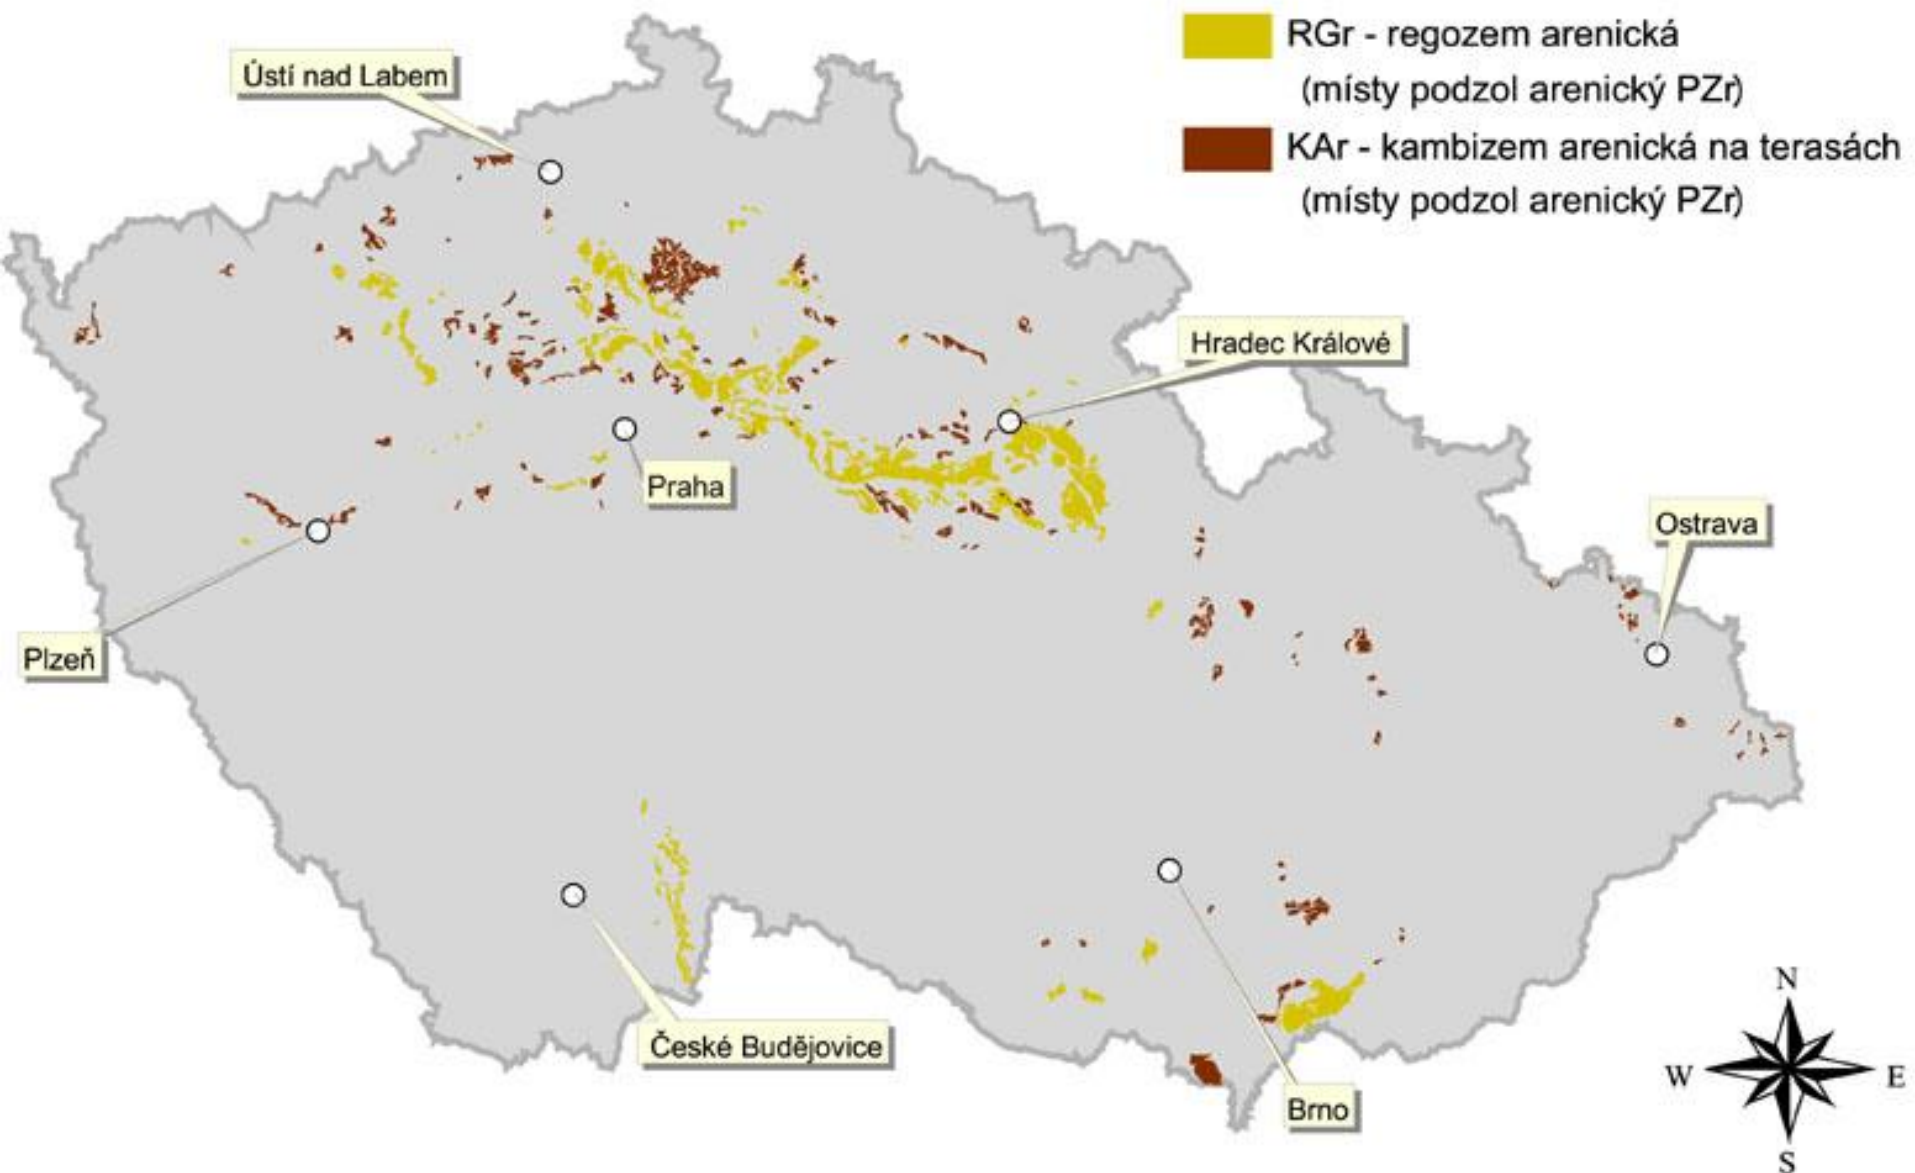 RGr - regozem arenická
(místy podzol arenický PZr)
KAr - kambizem arenická na terasách
(místy podzol arenický PZr)
Ústí nad Labem
Hradec Králové
Praha
Ostrava
Plzeň
České Budějovice
Brno
N
W
E
S